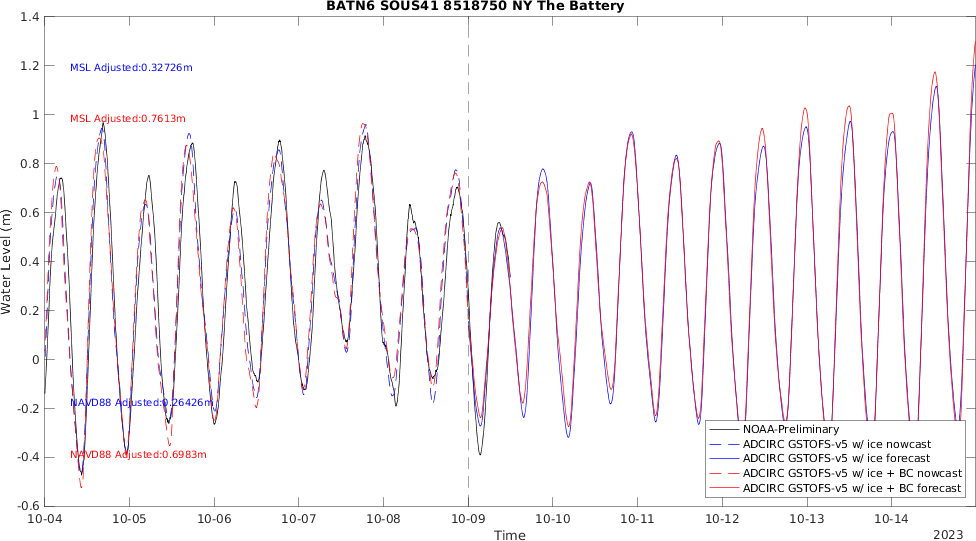 BATN6 SOUS41 8518750 NY The Battery
1.4
1.2
1
0.8
0.6
0.4
0.2
0
-0.2
-0.4
-0.6
Water Level (m)
MSL Adjusted:0.32726m
MSL Adjusted:0.7613m
NAVD88 Adjusted:0.26426m
NAVD88 Adjusted:0.6983m
NOAA-Preliminary
ADCIRC GSTOFS-v5 w/ ice nowcast
ADCIRC GSTOFS-v5 w/ ice forecast
ADCIRC GSTOFS-v5 w/ ice + BC nowcast
ADCIRC GSTOFS-v5 w/ ice + BC forecast
10-04 10-05 10-06 10-07 10-08 10-09 10-10 10-11 10-12 10-13 10-14
Time
2023